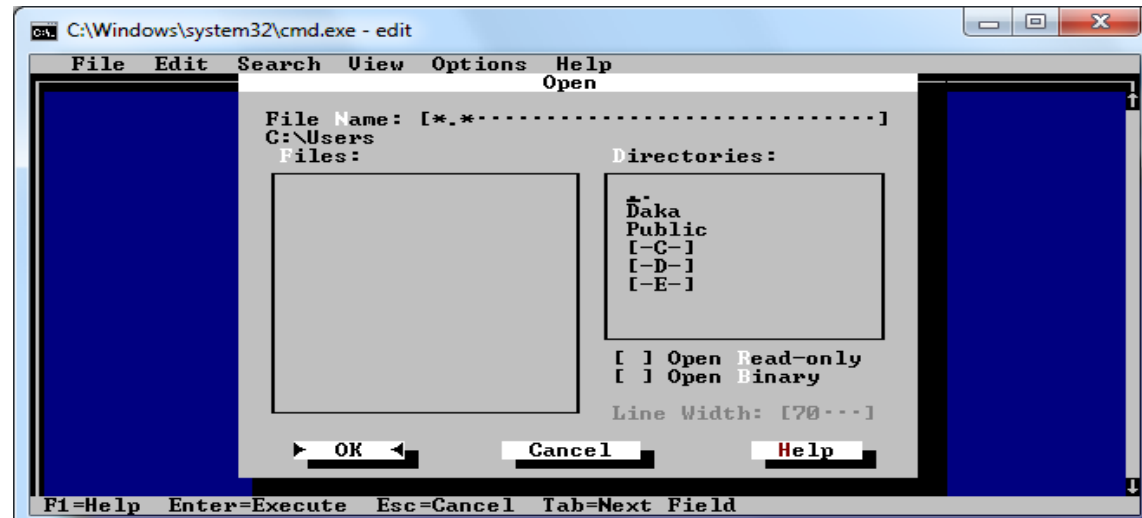 C:\Windows\system32\cmd.exe - edit
File Edit Search View Options Help
Open
File Name: [*.*······························]
C:\Users
Files: Directories:
..
Daka
Public
[-C-]
[-D-]
[-E-]
[ ] Open Read-only
[ ] Open Binary
Line Width: [70···]
OK Cancel Help
F1=Help Enter=Execute Esc=Cancel Tab=Next Field